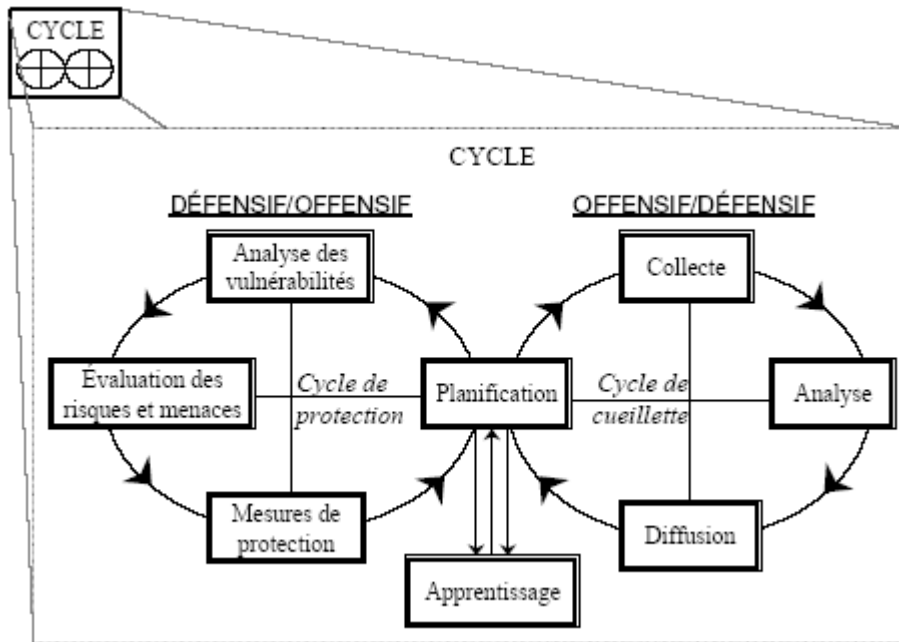 CYCLE
CYCLE
DÉFENSIF/OFFENSIF
OFFENSIF/DÉFENSIF
Analyse des
vulnérabilités
Collecte
Évaluation des
risques et menaces
Cycle de
protection
Planification
Cycle de
cueillette
Analyse
Mesures de
protection
Diffusion
Apprentissage